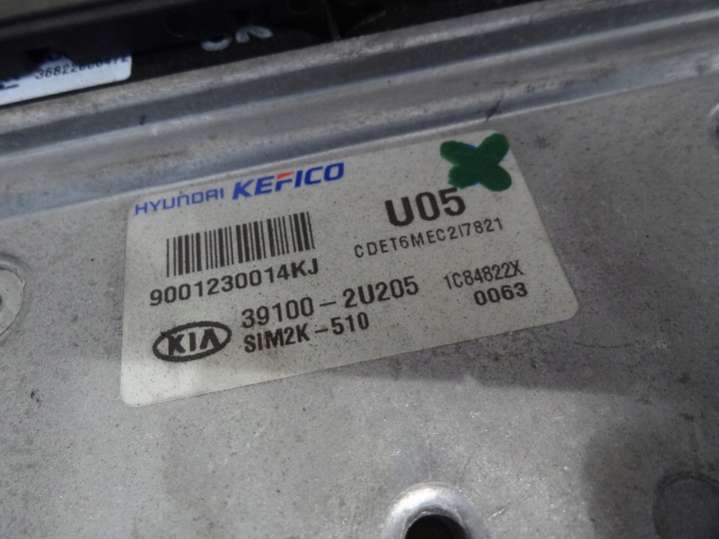 HYUNDAI KEFICO
U05
CDET6MEC2I7821
9001230014KJ
KIA
39100-2U205
1C84822X
SIM2K-510
0063